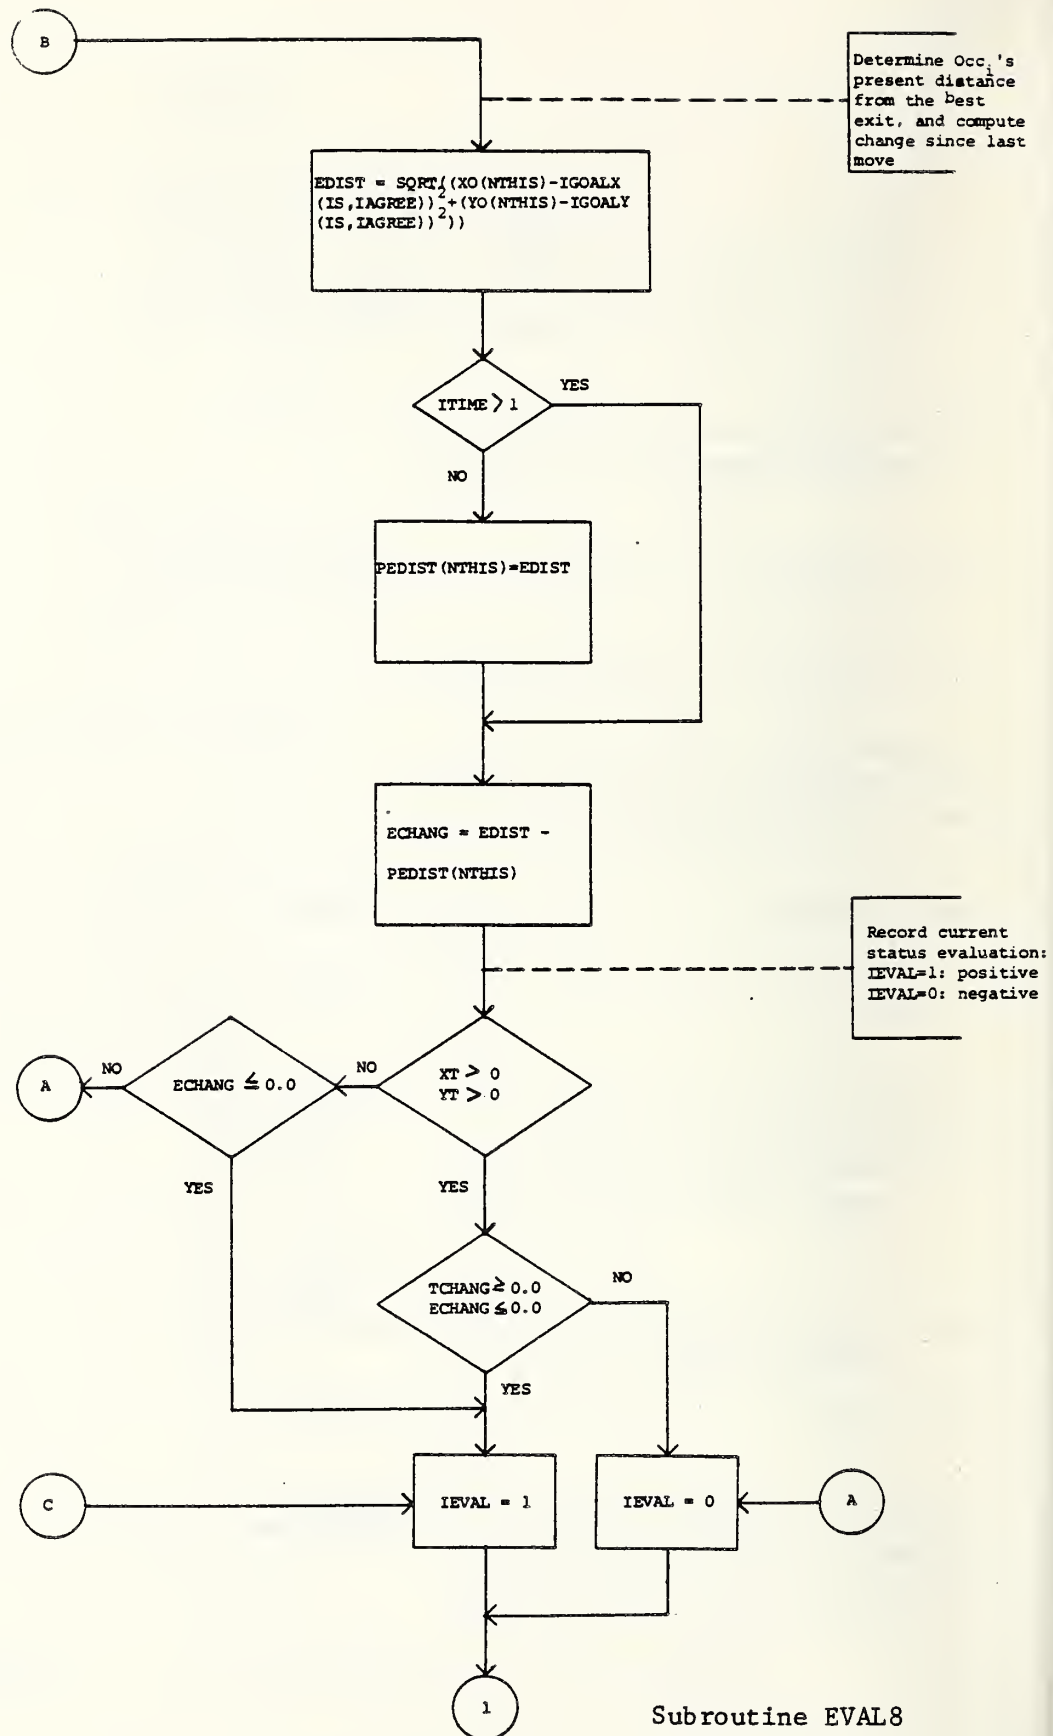 B
Determine Occi's
present distance
from the best
exit, and compute
change since last
move
EDIST = SQRT((XO(NTHIS)-IGOALX
(IS,IAGREE))²+(YO(NTHIS)-IGOALY
(IS,IAGREE))²))
ITIME > 1
YES
NO
PEDIST(NTHIS)=EDIST
ECHANG = EDIST -
PEDIST(NTHIS)
Record current
status evaluation:
IEVAL=1: positive
IEVAL=0: negative
A
NO
ECHANG ≤ 0.0
NO
XT > 0
YT > 0
YES
YES
TCHANG ≥ 0.0
ECHANG ≤ 0.0
NO
YES
C
IEVAL = 1
IEVAL = 0
A
1
Subroutine EVAL8